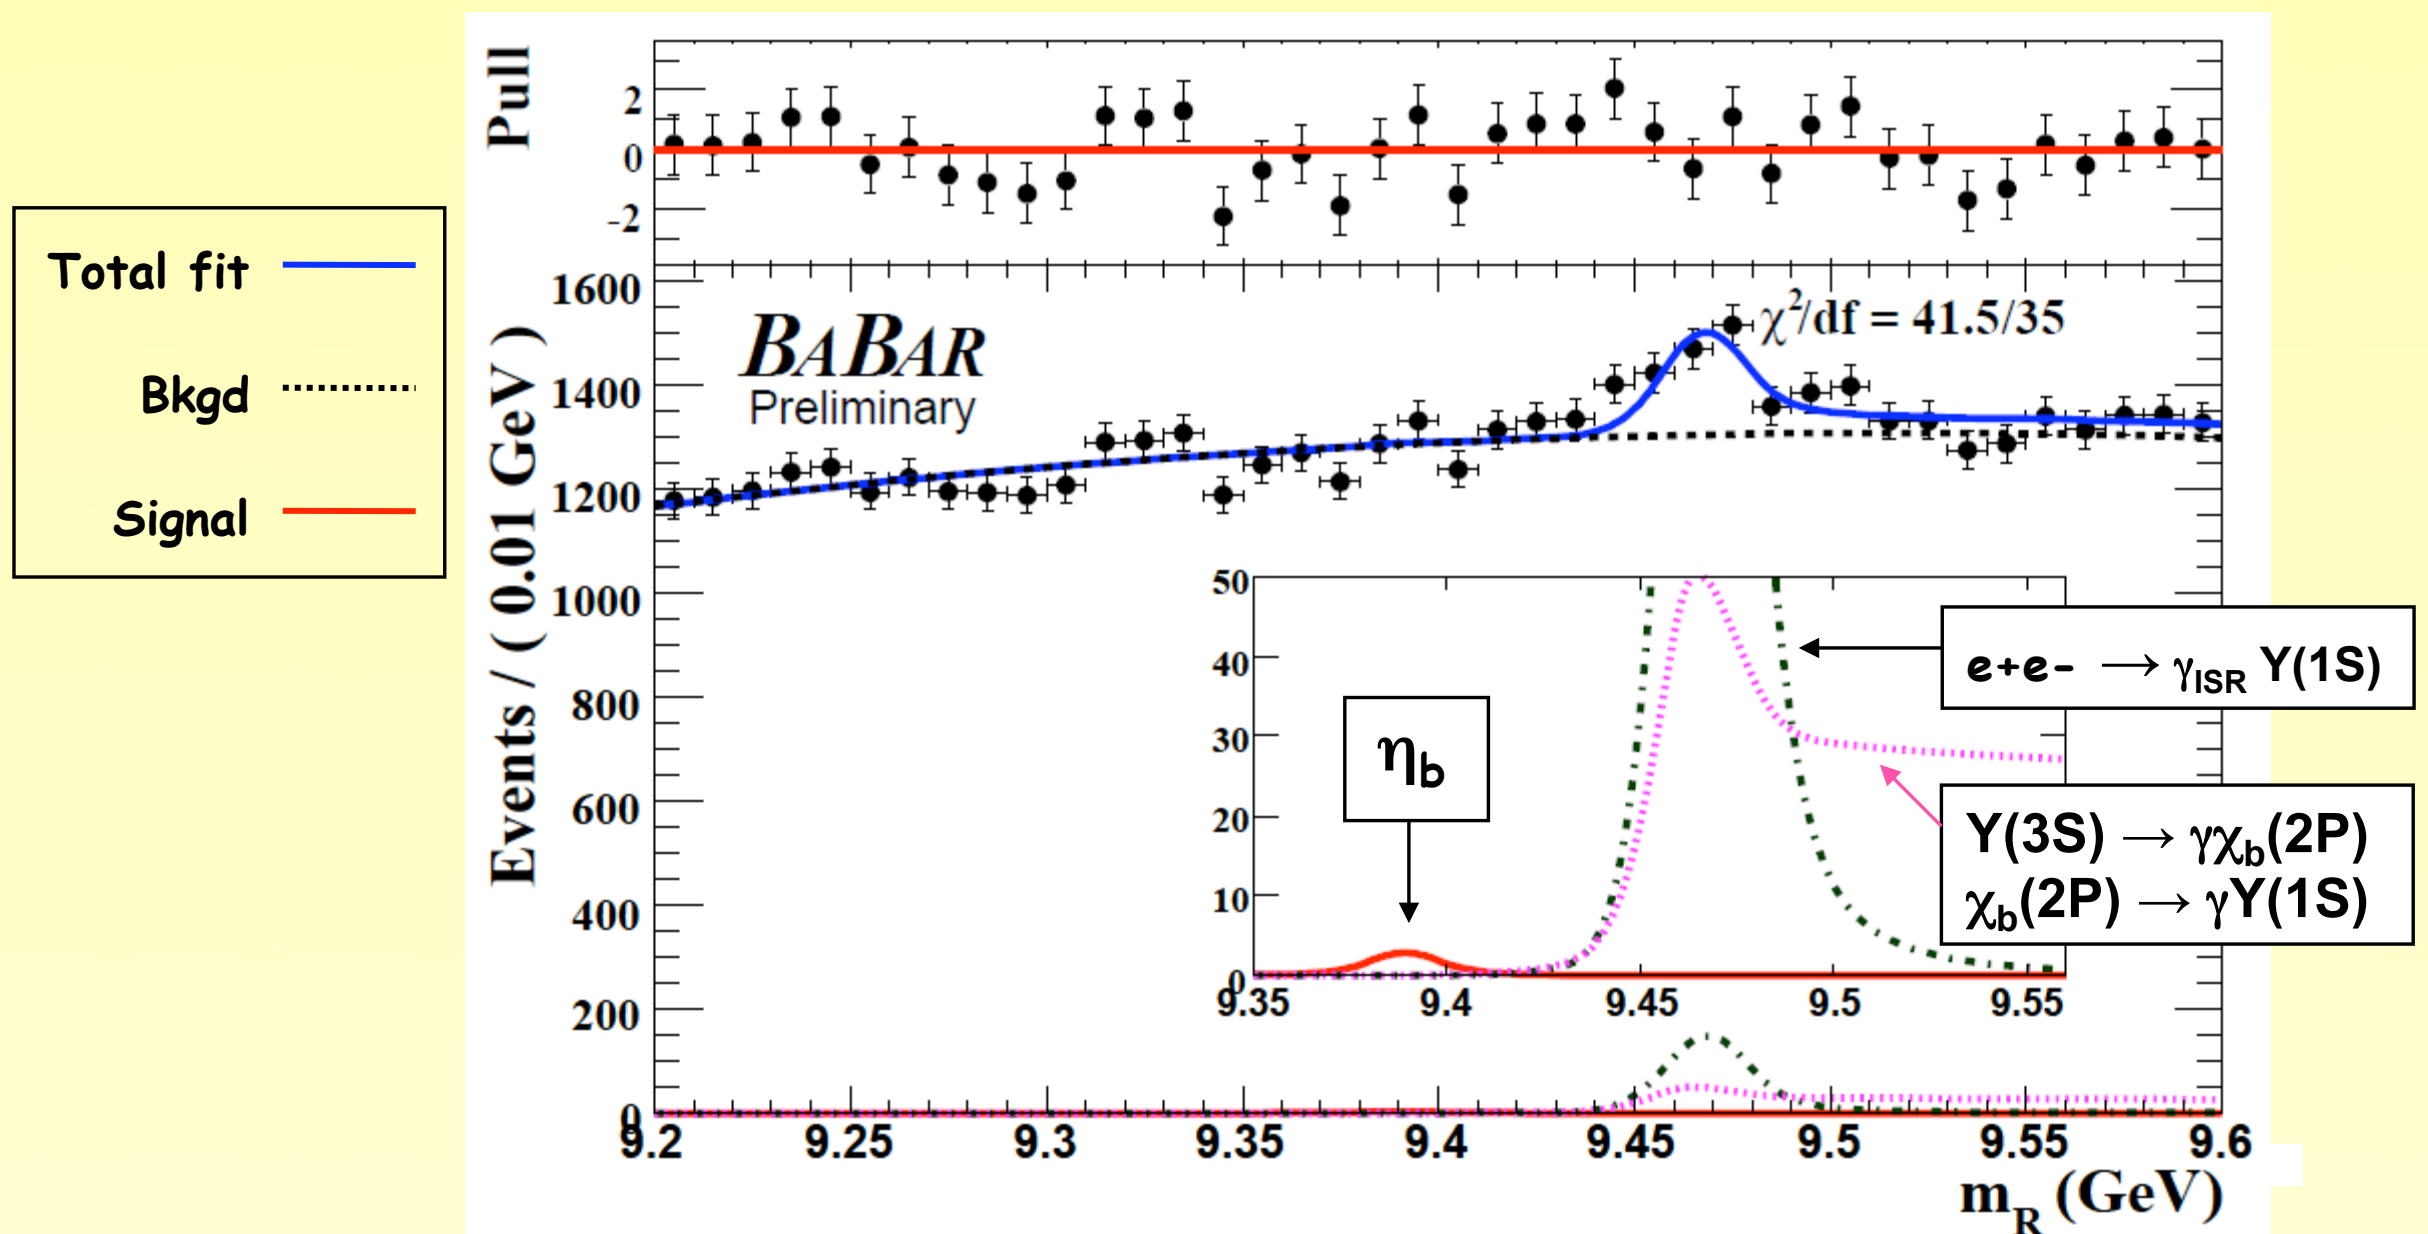 Pull
2
0
-2
Total fit
Bkgd
Signal
Events / ( 0.01 GeV )
1600
1400
1200
1000
800
600
400
200
0
BABAR
Preliminary
χ²/df = 41.5/35
50
40
30
20
10
0
9.35 9.4 9.45 9.5 9.55
ηb
e+e- → γISR Y(1S)
Y(3S) → γχb(2P)
χb(2P) → γY(1S)
9.2 9.25 9.3 9.35 9.4 9.45 9.5 9.55 9.6
mR (GeV)